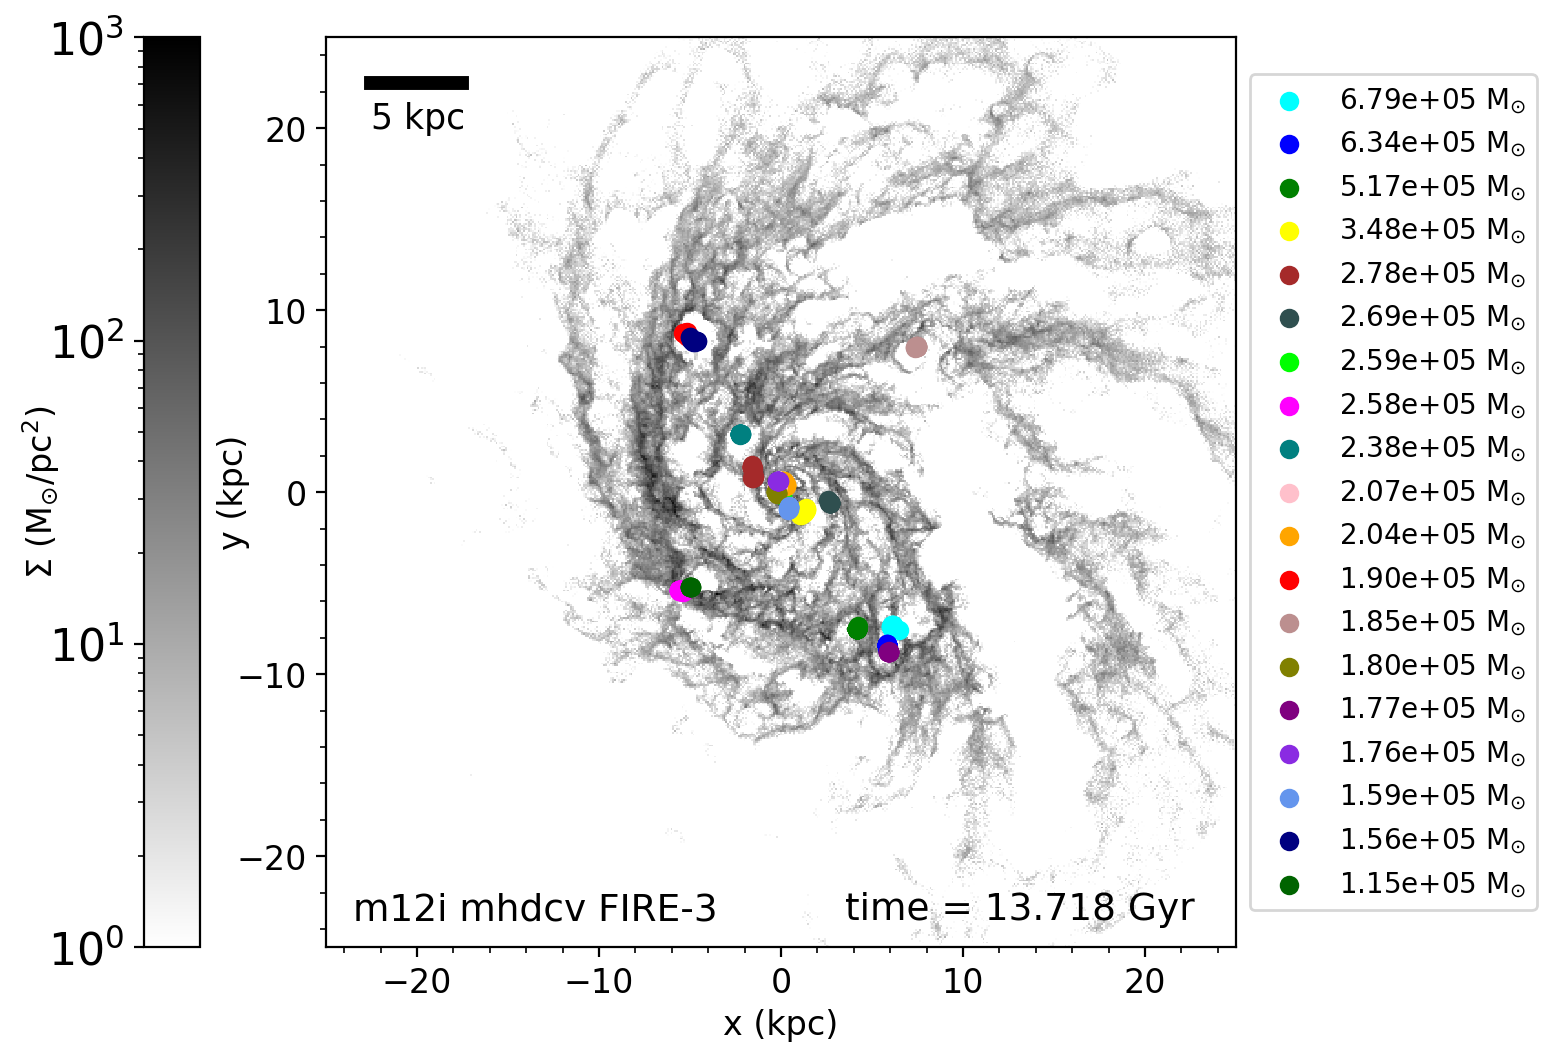 10³
10²
10¹
10⁰
Σ (M⊙/pc²)
y (kpc)
20
10
0
−10
−20
5 kpc
m12i mhdcv FIRE-3
time = 13.718 Gyr
−20
−10
0
10
20
x (kpc)
6.79e+05 M⊙
6.34e+05 M⊙
5.17e+05 M⊙
3.48e+05 M⊙
2.78e+05 M⊙
2.69e+05 M⊙
2.59e+05 M⊙
2.58e+05 M⊙
2.38e+05 M⊙
2.07e+05 M⊙
2.04e+05 M⊙
1.90e+05 M⊙
1.85e+05 M⊙
1.80e+05 M⊙
1.77e+05 M⊙
1.76e+05 M⊙
1.59e+05 M⊙
1.56e+05 M⊙
1.15e+05 M⊙